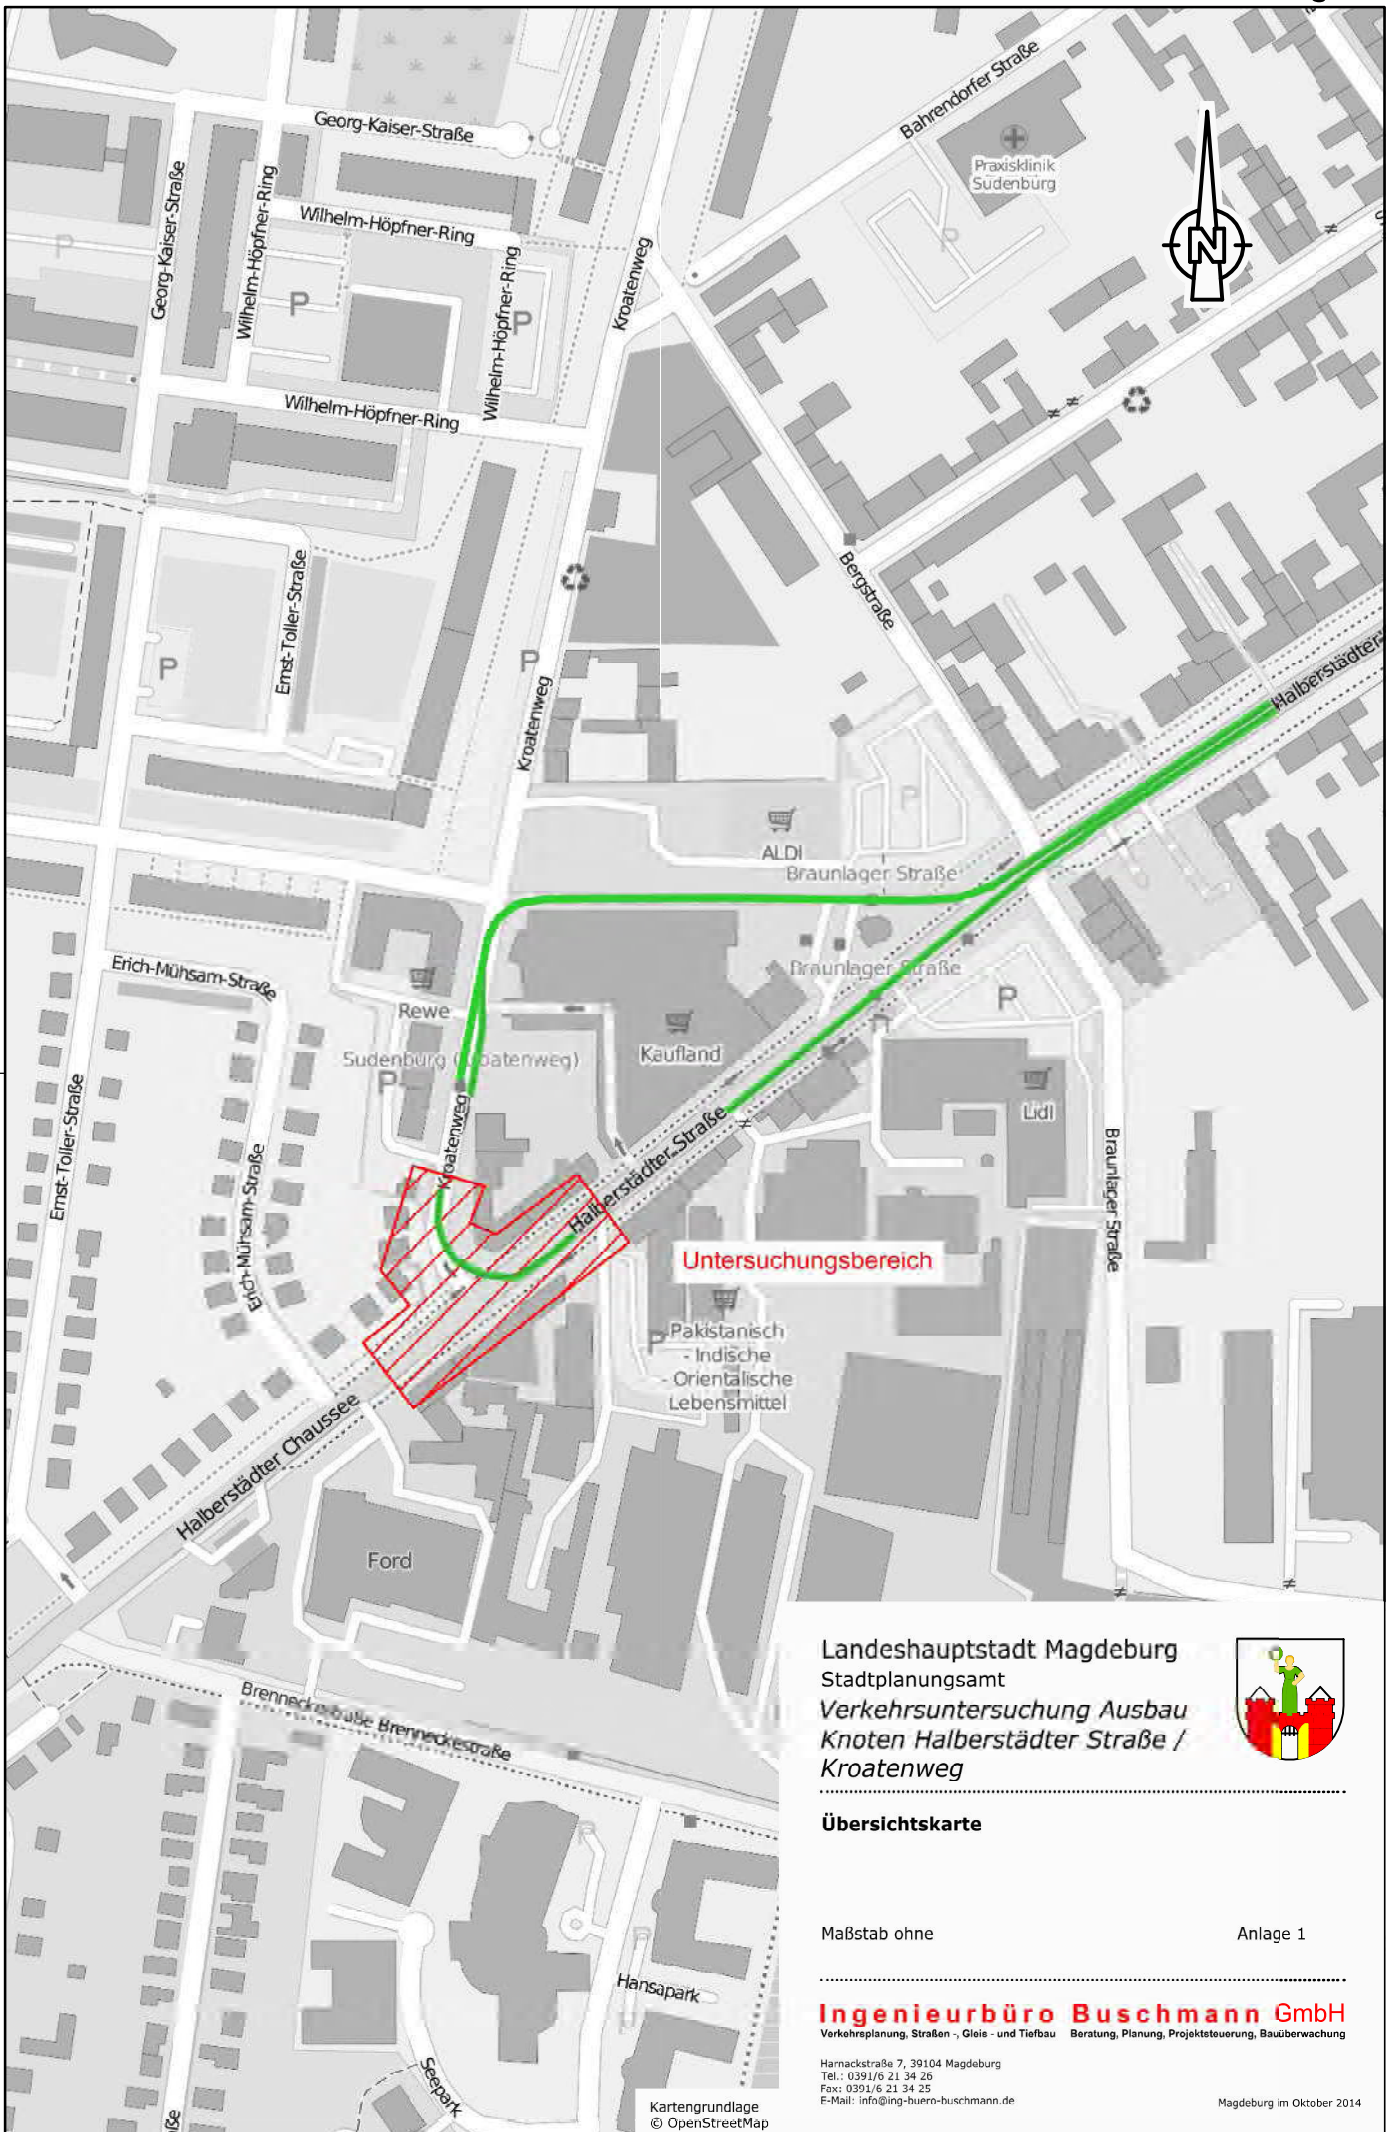 Georg-Kaiser-Straße
Bahrendorfer Straße
Praxisklinik
Sudenburg
N
Georg-Kaiser-Straße
Wilhelm-Höpfner-Ring
Wilhelm-Höpfner-Ring
Wilhelm-Höpfner-Ring
Kroatenweg
P
P
P
P
Wilhelm-Höpfner-Ring
Ernst-Toller-Straße
Bergstraße
P
P
Kroatenweg
Halberstädter
P
ALDI
Braunlager Straße
Erich-Mühsam-Straße
Rewe
Braunlager Straße
P
Kaufland
Sudenburg (Kroatenweg)
P
Lidl
Ernst-Toller-Straße
Kroatenweg
Halberstädter Straße
Erich-Mühsam-Straße
Braunlager Straße
Halberstädter Straße
Untersuchungsbereich
P
Pakistanisch
- Indische
- Orientalische
Lebensmittel
Halberstädter Chaussee
Ford
Brenneckestraße Brenneckestraße
P
P
Hansapark
Seepark
ße
Landeshauptstadt Magdeburg
Stadtplanungsamt
Verkehrsuntersuchung Ausbau
Knoten Halberstädter Straße /
Kroatenweg
Übersichtskarte
Maßstab ohne Anlage 1
Ingenieurbüro Buschmann GmbH
Verkehrsplanung, Straßen -, Gleis - und Tiefbau Beratung, Planung, Projektsteuerung, Bauüberwachung
Harnackstraße 7, 39104 Magdeburg
Tel.: 0391/6 21 34 26
Fax: 0391/6 21 34 25
E-Mail: info@ing-buero-buschmann.de Magdeburg im Oktober 2014
Kartengrundlage
© OpenStreetMap